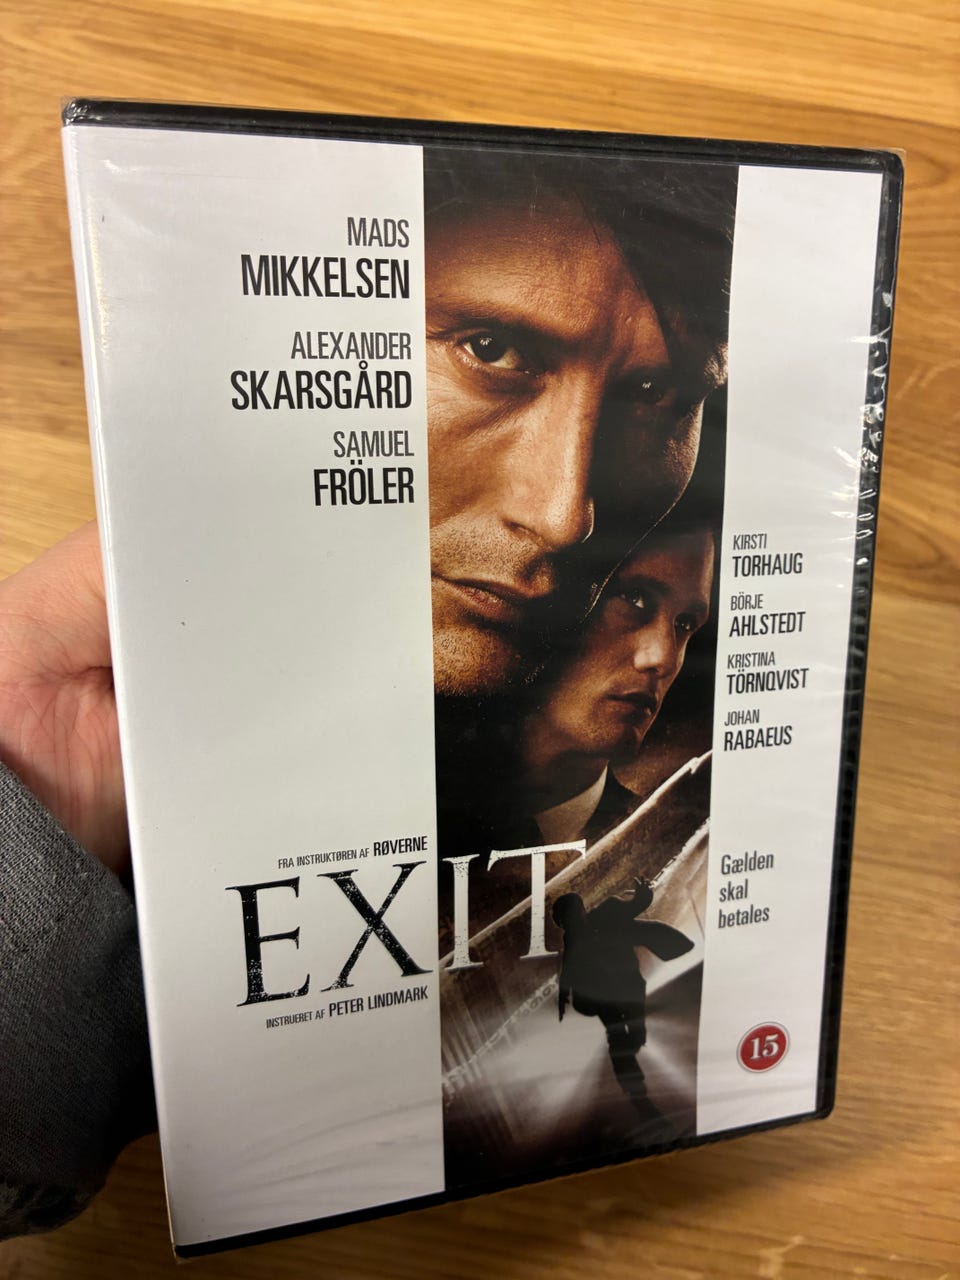 MADS
MIKKELSEN
ALEXANDER
SKARSGÅRD
SAMUEL
FRÖLER
KIRSTI
TORHAUG
BÖRJE
AHLSTEDT
KRISTINA
TÖRNQVIST
JOHAN
RABAEUS
FRA INSTRUKTØREN AF RØVERNE
EXIT
INSTRUERET AF PETER LINDMARK
Gælden
skal
betales
15